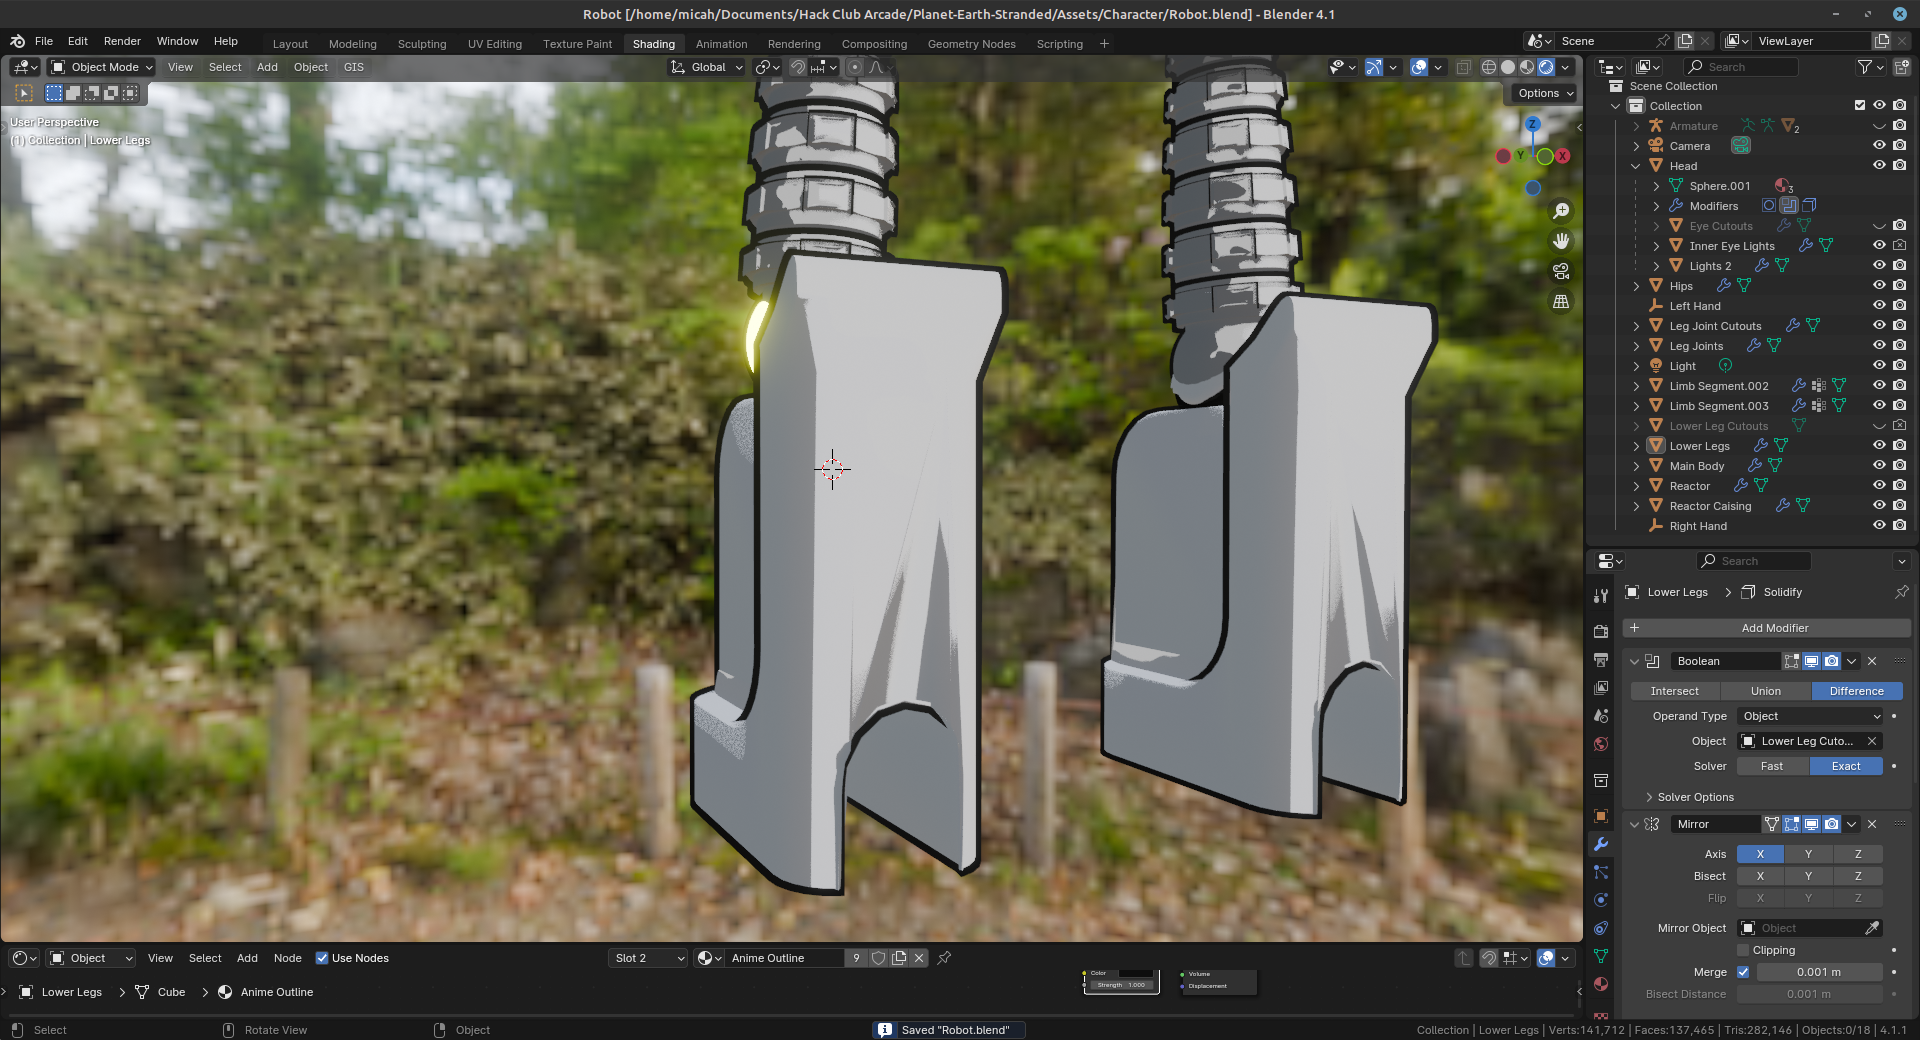 Robot [/home/micah/Documents/Hack Club Arcade/Planet-Earth-Stranded/Assets/Character/Robot.blend] - Blender 4.1
File Edit Render Window Help
Layout Modeling Sculpting UV Editing Texture Paint Shading Animation Rendering Compositing Geometry Nodes Scripting +
Scene
ViewLayer
Object Mode View Select Add Object GIS
Global
Options
User Perspective
(1) Collection | Lower Legs
Z
Y
X
Search
Scene Collection
Collection
Armature 2
Camera
Head
Sphere.001 3
Modifiers
Eye Cutouts
Inner Eye Lights
Lights 2
Hips
Left Hand
Leg Joint Cutouts
Leg Joints
Light
Limb Segment.002
Limb Segment.003
Lower Leg Cutouts
Lower Legs
Main Body
Reactor
Reactor Caising
Right Hand
Search
Lower Legs > Solidify
+ Add Modifier
Boolean
Intersect Union Difference
Operand Type Object
Object Lower Leg Cuto...
Solver Fast Exact
Solver Options
Mirror
Axis X Y Z
Bisect X Y Z
Flip X Y Z
Mirror Object Object
Clipping
Merge 0.001 m
Bisect Distance 0.001 m
Object View Select Add Node Use Nodes
Slot 2
Anime Outline 9
Color
Strength 1.000
Volume
Displacement
Lower Legs > Cube > Anime Outline
Select
Rotate View
Object
Saved "Robot.blend"
Collection | Lower Legs | Verts:141,712 | Faces:137,465 | Tris:282,146 | Objects:0/18 | 4.1.1